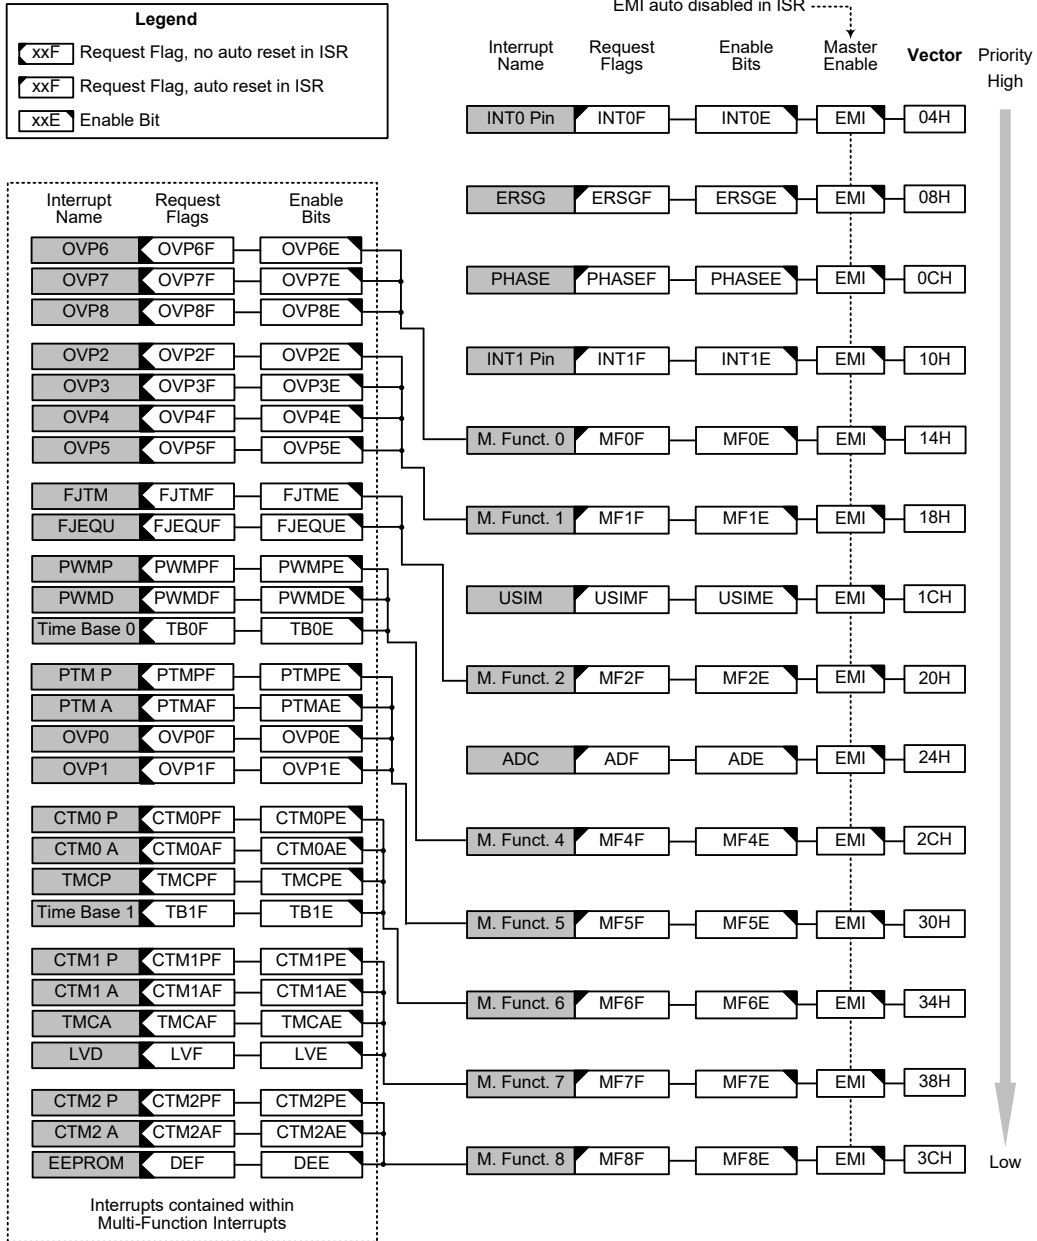 EMI auto disabled in ISR
Legend
xxF Request Flag, no auto reset in ISR
xxF Request Flag, auto reset in ISR
xxE Enable Bit
Interrupt Name Request Flags Enable Bits Master Enable Vector Priority
High
INT0 Pin INT0F INT0E EMI 04H
ERSG ERSGF ERSGE EMI 08H
PHASE PHASEF PHASEE EMI 0CH
INT1 Pin INT1F INT1E EMI 10H
M. Funct. 0 MF0F MF0E EMI 14H
M. Funct. 1 MF1F MF1E EMI 18H
USIM USIMF USIME EMI 1CH
M. Funct. 2 MF2F MF2E EMI 20H
ADC ADF ADE EMI 24H
M. Funct. 4 MF4F MF4E EMI 2CH
M. Funct. 5 MF5F MF5E EMI 30H
M. Funct. 6 MF6F MF6E EMI 34H
M. Funct. 7 MF7F MF7E EMI 38H
M. Funct. 8 MF8F MF8E EMI 3CH
Low
Interrupt Name Request Flags Enable Bits
OVP6 OVP6F OVP6E
OVP7 OVP7F OVP7E
OVP8 OVP8F OVP8E
OVP2 OVP2F OVP2E
OVP3 OVP3F OVP3E
OVP4 OVP4F OVP4E
OVP5 OVP5F OVP5E
FJTM FJTMF FJTME
FJEQU FJEQUF FJEQUE
PWMP PWMPF PWMPE
PWMD PWMDF PWMDE
Time Base 0 TB0F TB0E
PTM P PTMPF PTMPE
PTM A PTMAF PTMAE
OVP0 OVP0F OVP0E
OVP1 OVP1F OVP1E
CTM0 P CTM0PF CTM0PE
CTM0 A CTM0AF CTM0AE
TMCP TMCPF TMCPE
Time Base 1 TB1F TB1E
CTM1 P CTM1PF CTM1PE
CTM1 A CTM1AF CTM1AE
TMCA TMCAF TMCAE
LVD LVF LVE
CTM2 P CTM2PF CTM2PE
CTM2 A CTM2AF CTM2AE
EEPROM DEF DEE
Interrupts contained within
Multi-Function Interrupts